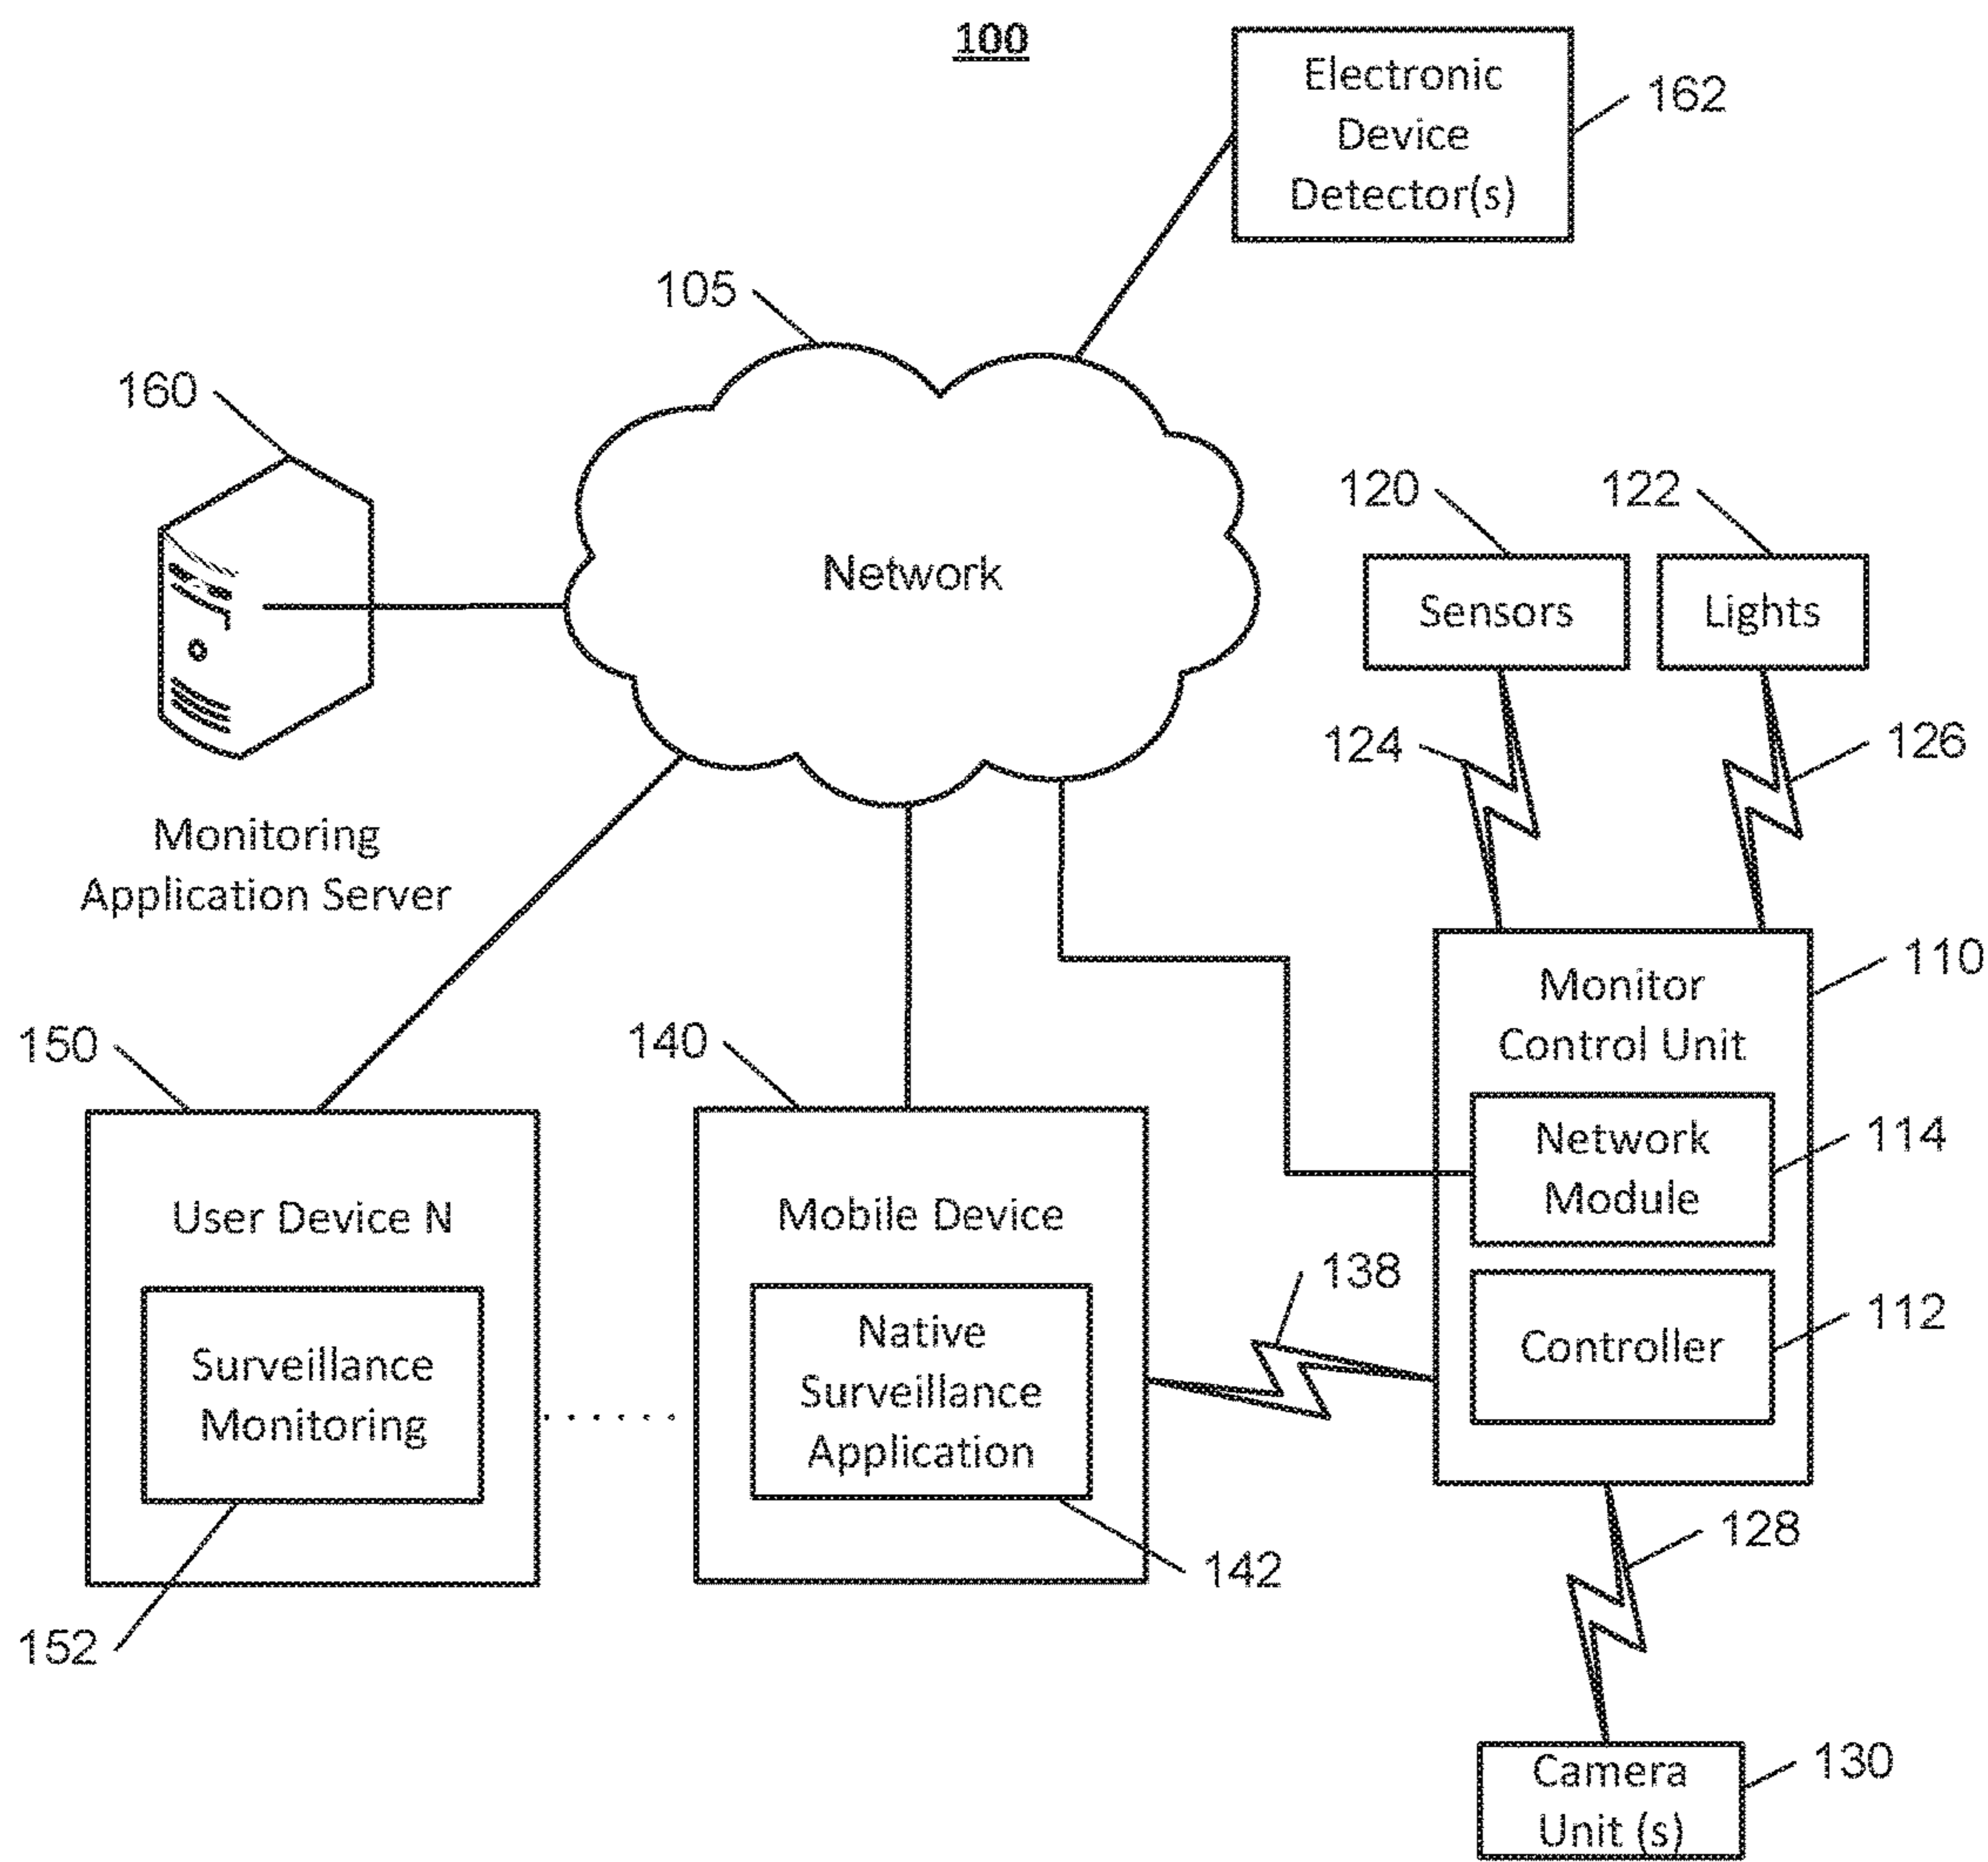 100
Electronic
Device
Detector(s)
162
105
160
Network
120
122
Sensors
Lights
124
126
Monitoring
Application Server
110
Monitor
Control Unit
150
140
Network
Module
114
User Device N
Mobile Device
138
Controller
112
Surveillance
Monitoring
Native
Surveillance
Application
128
142
152
Camera
Unit (s)
130